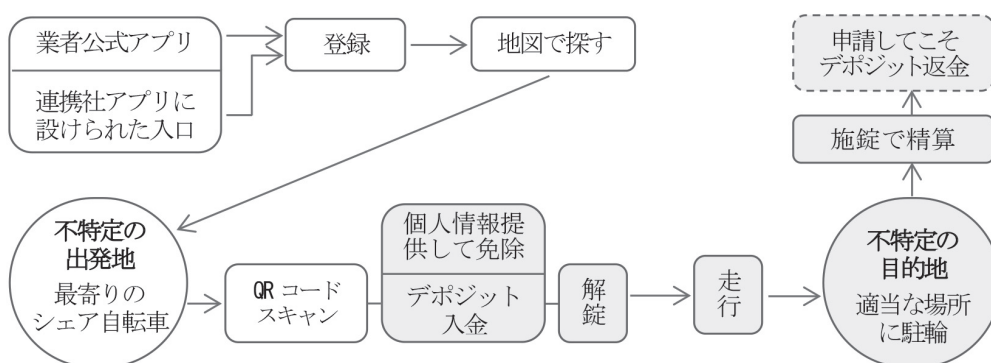 業者公式アプリ
連携社アプリに
設けられた入口
登録
地図で探す
不特定の
出発地
最寄りの
シェア自転車
QRコード
スキャン
個人情報提
供して免除
デポジット
入金
解
錠
走
行
不特定の
目的地
適当な場所
に駐輪
施錠で精算
申請してこそ
デポジット返金